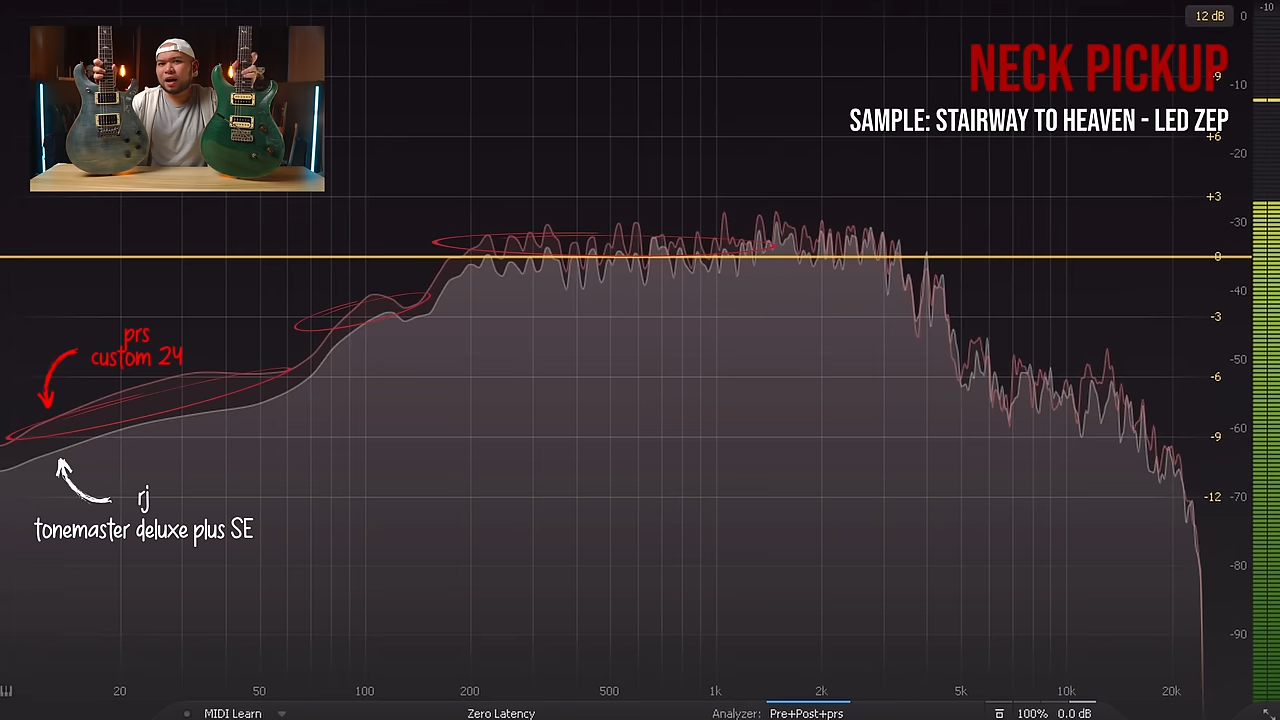 12 dB
0
-10
NECK PICKUP
+9
-10
SAMPLE: STAIRWAY TO HEAVEN - LED ZEP
+6
-20
+3
-30
0
-40
prs
custom 24
-3
-50
-6
-60
-9
rj
tonemaster deluxe plus SE
-12
-70
-80
-90
20
50
100
200
500
1k
2k
5k
10k
20k
MIDI Learn
Zero Latency
Analyzer: Pre+Post+prs
100%
0.0 dB